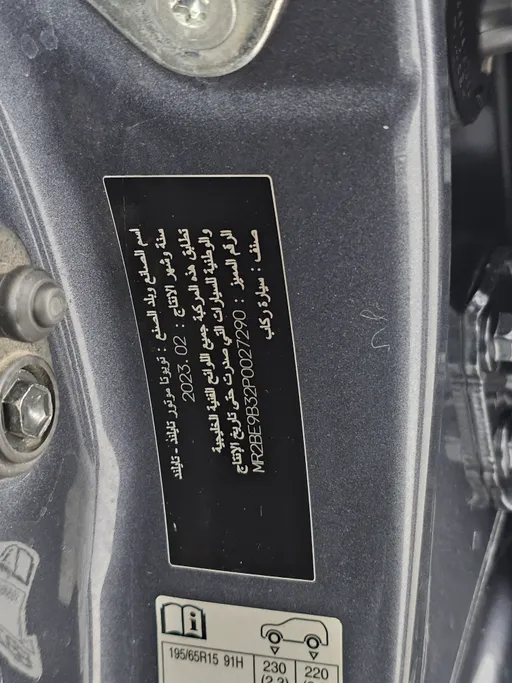 اسم الصانع وبلد الصنع : تويوتا موتور تايلند - تايلند
سنة وشهر الانتاج : 2023.02
تطابق هذه المركبة جميع اللوائح الفنية الخليجية
والوطنية للسيارات التي صدرت حتى تاريخ الإنتاج
الرقم المميز : MR2BE9B32P0027290
صنف : سيارة ركاب
195/65R15 91H
230
220